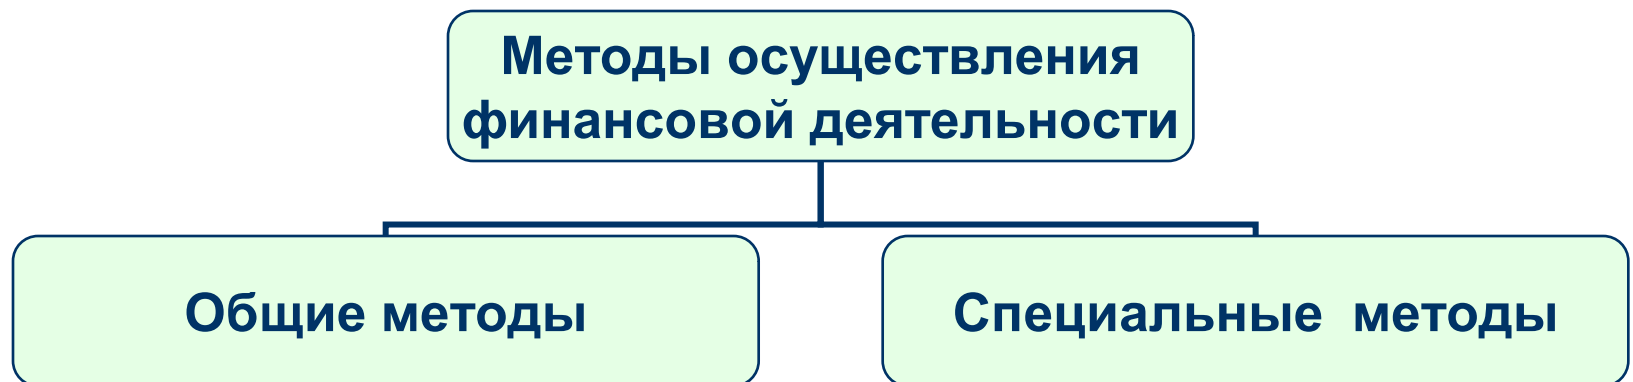 Методы осуществления
финансовой деятельности
Общие методы
Специальные методы